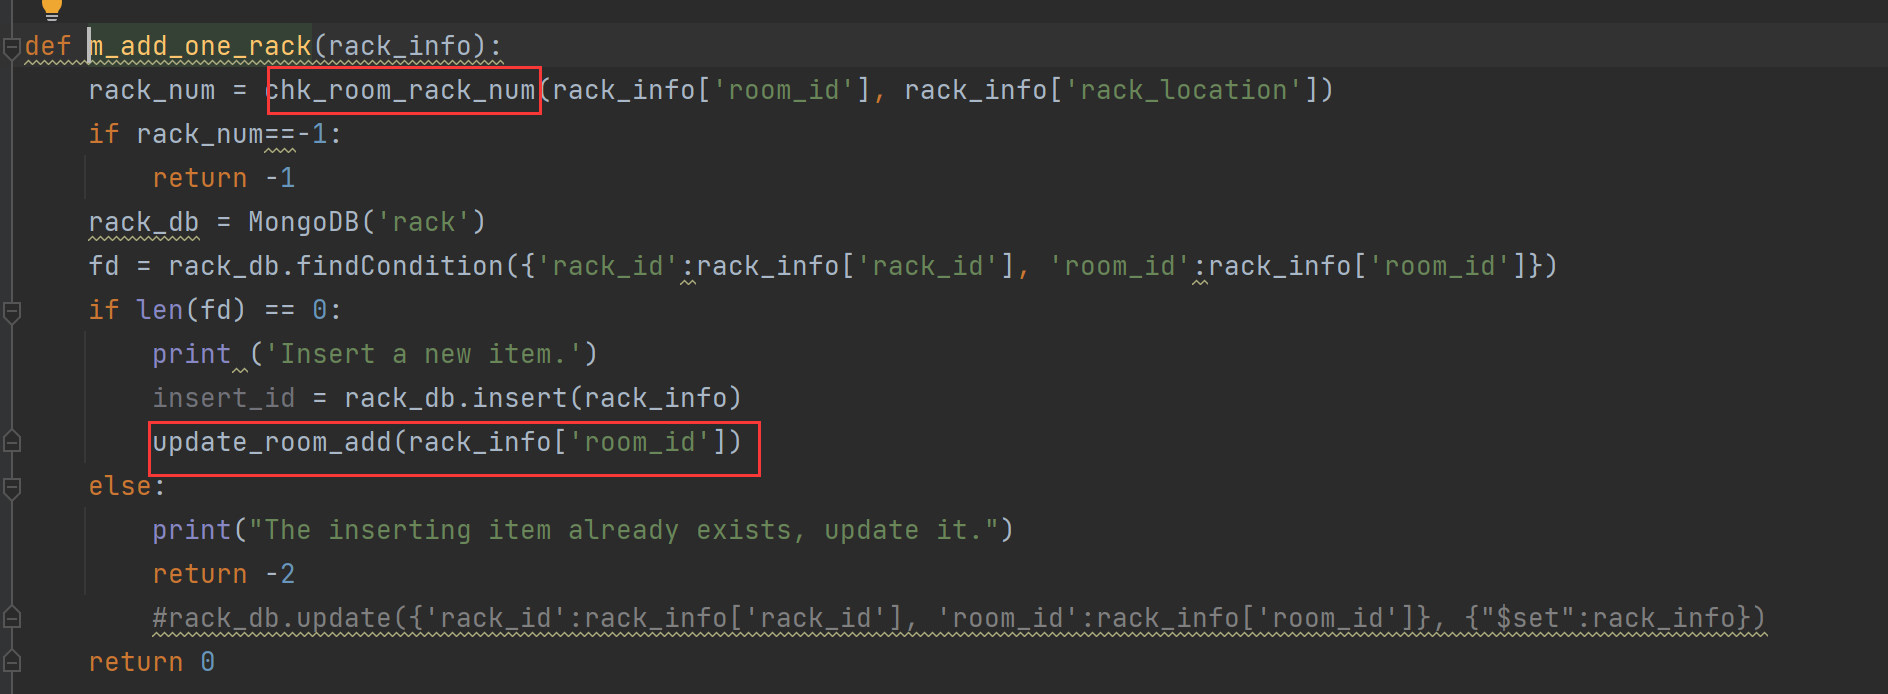 def m_add_one_rack(rack_info):
    rack_num = chk_room_rack_num(rack_info['room_id'], rack_info['rack_location'])
    if rack_num==-1:
        return -1
    rack_db = MongoDB('rack')
    fd = rack_db.findCondition({'rack_id':rack_info['rack_id'], 'room_id':rack_info['room_id']})
    if len(fd) == 0:
        print ('Insert a new item.')
        insert_id = rack_db.insert(rack_info)
        update_room_add(rack_info['room_id'])
    else:
        print("The inserting item already exists, update it.")
        return -2
        #rack_db.update({'rack_id':rack_info['rack_id'], 'room_id':rack_info['room_id']}, {"$set":rack_info})
    return 0